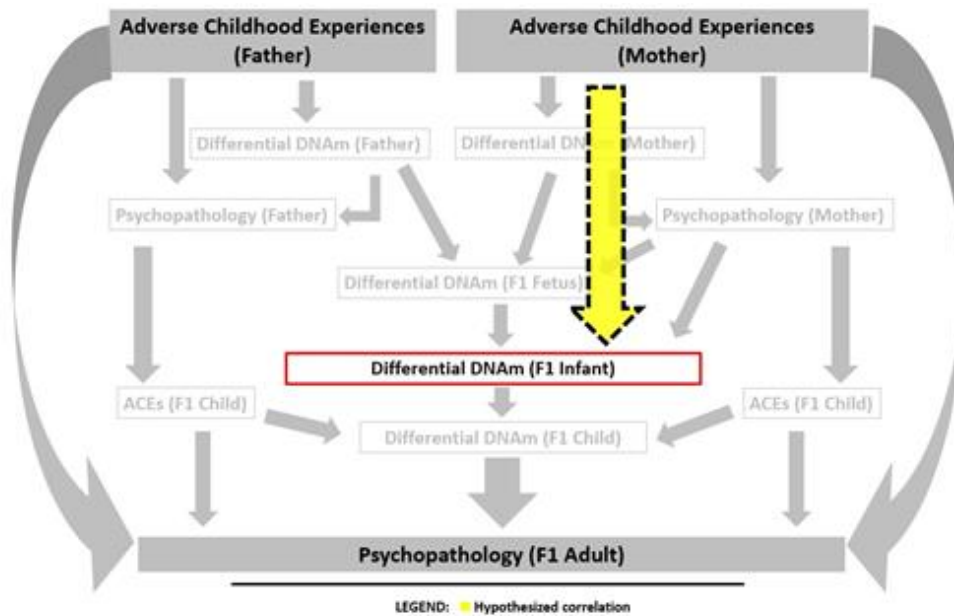 Adverse Childhood Experiences
(Father)
Adverse Childhood Experiences
(Mother)
Differential DNAm (Father)
Differential Mother)
Psychopathology (Father)
Psychopathology (Mother)
Differential DNAm (F1 Fetus)
Differential DNAm (F1 Infant)
ACEs (F1 Child)
ACEs (F1 Child)
Differential DNAm (F1 Child)
Psychopathology (F1 Adult)
LEGEND: Hypothesized correlation